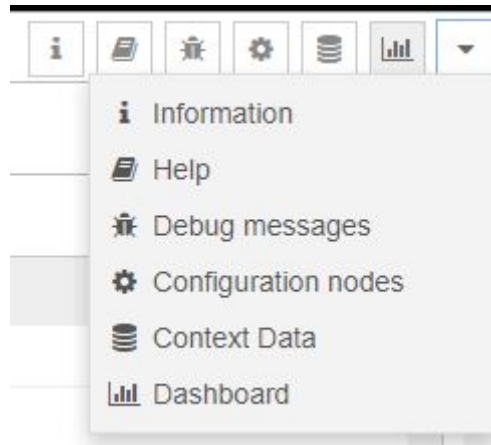 Information
Help
Debug messages
Configuration nodes
Context Data
Dashboard